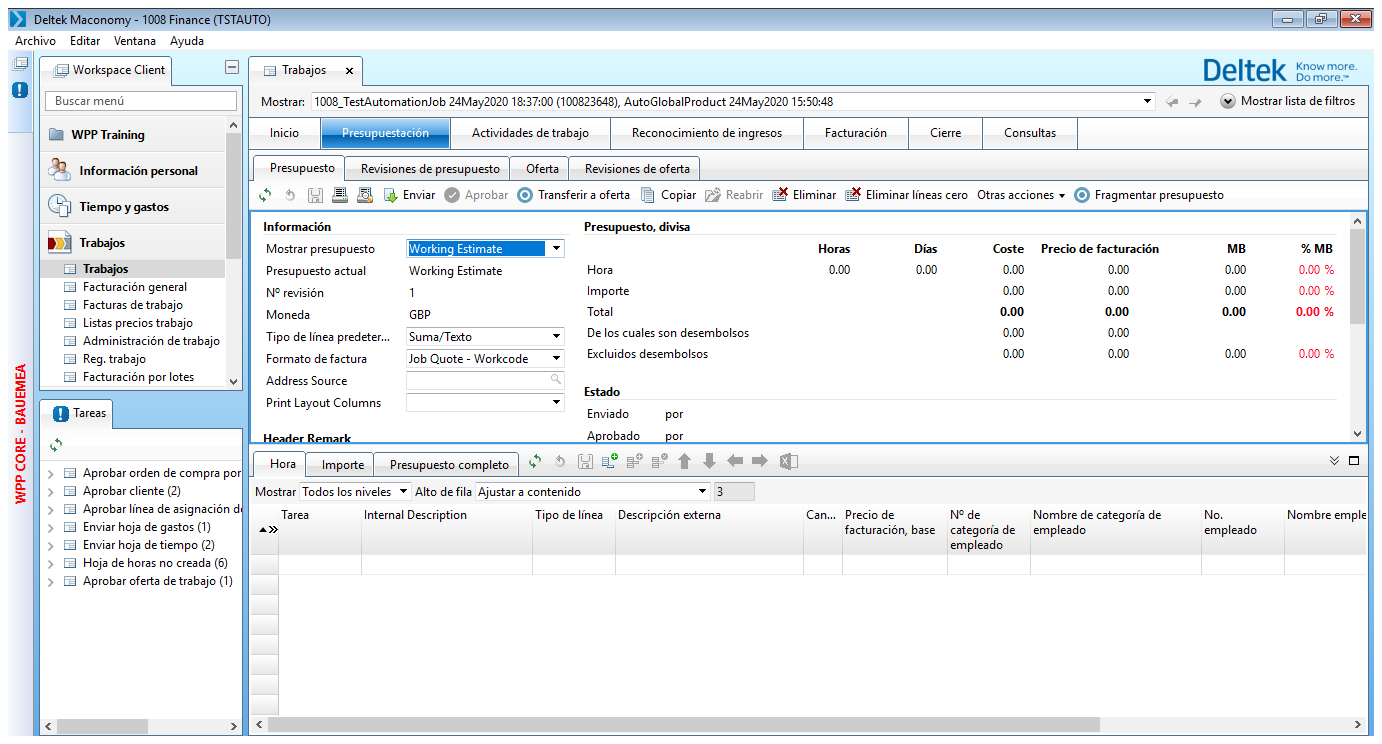 Deltek Maconomy - 1008 Finance (TSTAUTO)
Archivo Editar Ventana Ayuda
Workspace Client
Buscar menú
WPP Training
Información personal
Tiempo y gastos
Trabajos
Trabajos
Facturación general
Facturas de trabajo
Listas precios trabajo
Administración de trabajo
Reg. trabajo
Facturación por lotes
WPP CORE - BAUEMEA
Tareas
Aprobar orden de compra por
Aprobar cliente (2)
Aprobar línea de asignación de
Enviar hoja de gastos (1)
Enviar hoja de tiempo (2)
Hoja de horas no creada (6)
Aprobar oferta de trabajo (1)
Trabajos
Deltek Know more. Do more.™
Mostrar: 1008_TestAutomationJob 24May2020 18:37:00 (100823648), AutoGlobalProduct 24May2020 15:50:48
Mostrar lista de filtros
Inicio Presupuestación Actividades de trabajo Reconocimiento de ingresos Facturación Cierre Consultas
Presupuesto Revisiones de presupuesto Oferta Revisiones de oferta
Enviar Aprobar Transferir a oferta Copiar Reabrir Eliminar Eliminar líneas cero Otras acciones Fragmentar presupuesto
Información
Mostrar presupuesto Working Estimate
Presupuesto actual Working Estimate
Nº revisión 1
Moneda GBP
Tipo de línea predeter... Suma/Texto
Formato de factura Job Quote - Workcode
Address Source
Print Layout Columns
Header Remark
Presupuesto, divisa
Horas Días Coste Precio de facturación MB % MB
Hora 0.00 0.00 0.00 0.00 0.00 0.00 %
Importe 0.00 0.00 0.00 0.00 %
Total 0.00 0.00 0.00 0.00 %
De los cuales son desembolsos 0.00 0.00
Excluidos desembolsos 0.00 0.00 0.00 0.00 %
Estado
Enviado por
Aprobado por
Hora Importe Presupuesto completo
Mostrar Todos los niveles Alto de fila Ajustar a contenido 3
Tarea Internal Description Tipo de línea Descripción externa Can... Precio de facturación, base Nº de categoría de empleado Nombre de categoría de empleado No. empleado Nombre emple